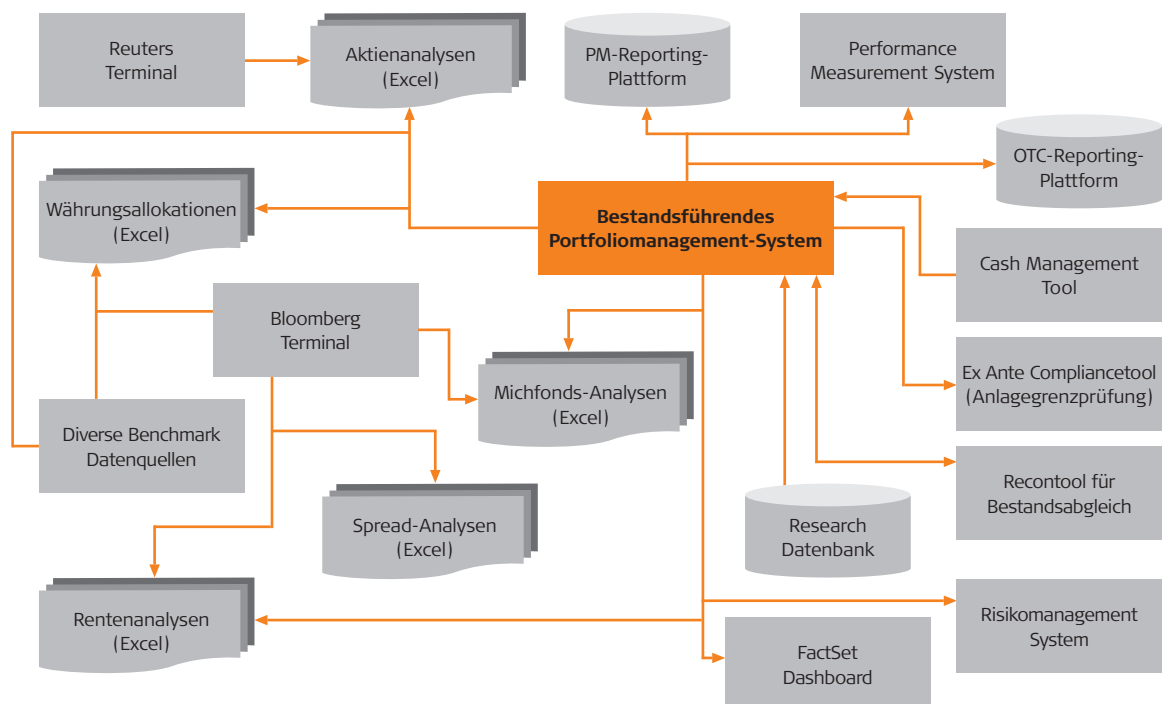 Reuters
Terminal
Aktienanalysen
(Excel)
PM-Reporting-
Plattform
Performance
Measurement System
OTC-Reporting-
Plattform
Währungsallokationen
(Excel)
Bestandsführendes
Portfoliomanagement-System
Cash Management
Tool
Bloomberg
Terminal
Michfonds-Analysen
(Excel)
Ex Ante Compliancetool
(Anlagegrenzprüfung)
Diverse Benchmark
Datenquellen
Spread-Analysen
(Excel)
Research
Datenbank
Recontool für
Bestandsabgleich
Rentenanalysen
(Excel)
FactSet
Dashboard
Risikomanagement
System